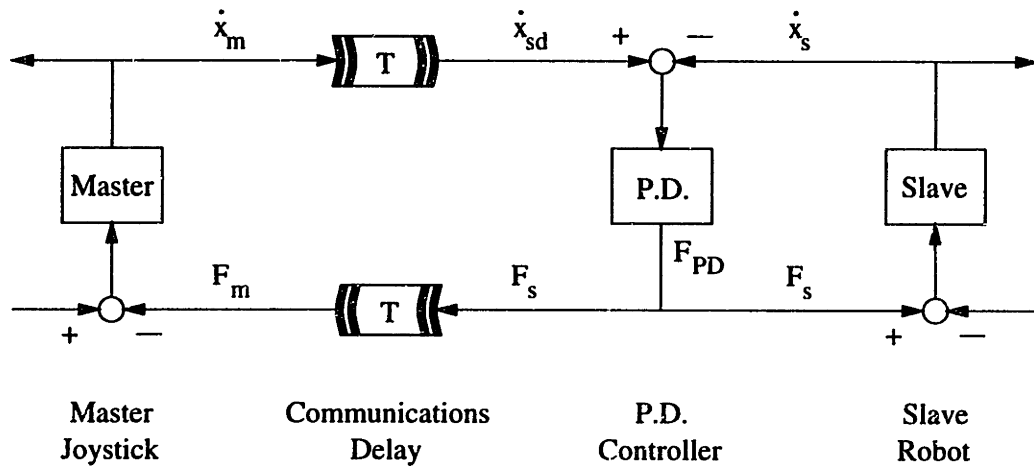 ẋm ẋsd + − ẋs
T
Master P.D. Slave
FPD
Fm Fs Fs
T
+ − + −
Master Communications P.D. Slave
Joystick Delay Controller Robot